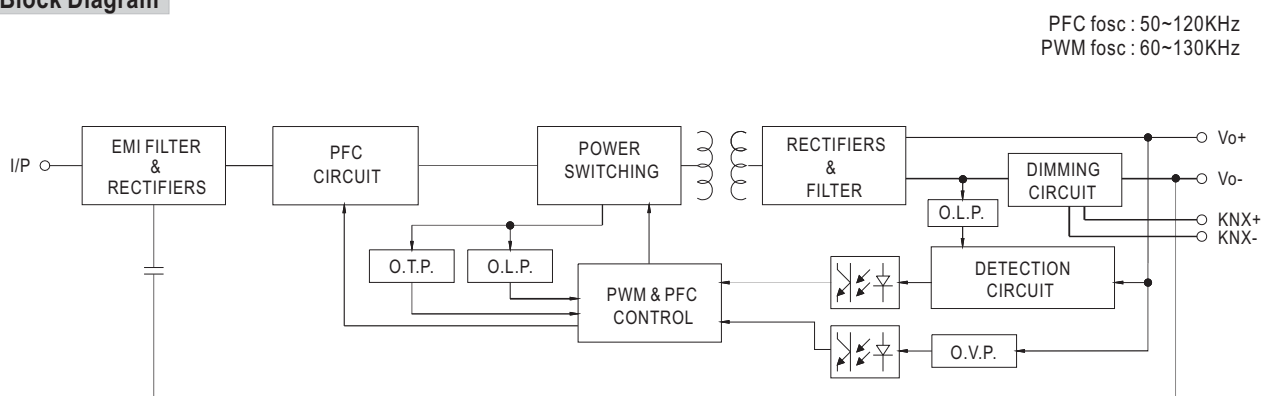 Block Diagram
PFC fosc : 50~120KHz
PWM fosc : 60~130KHz
I/P
EMI FILTER
&
RECTIFIERS
PFC
CIRCUIT
POWER
SWITCHING
RECTIFIERS
&
FILTER
DIMMING
CIRCUIT
Vo+
Vo-
KNX+
KNX-
O.L.P.
O.T.P.
O.L.P.
PWM & PFC
CONTROL
DETECTION
CIRCUIT
O.V.P.